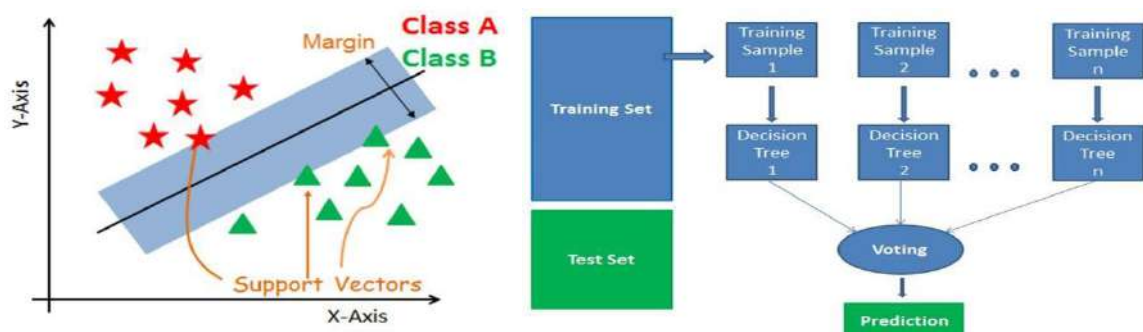 Class A
Class B
Margin
Y-Axis
Support Vectors
X-Axis
Training Set
Test Set
Training
Sample
1
Training
Sample
2
Training
Sample
n
Decision
Tree
1
Decision
Tree
2
Decision
Tree
n
Voting
Prediction